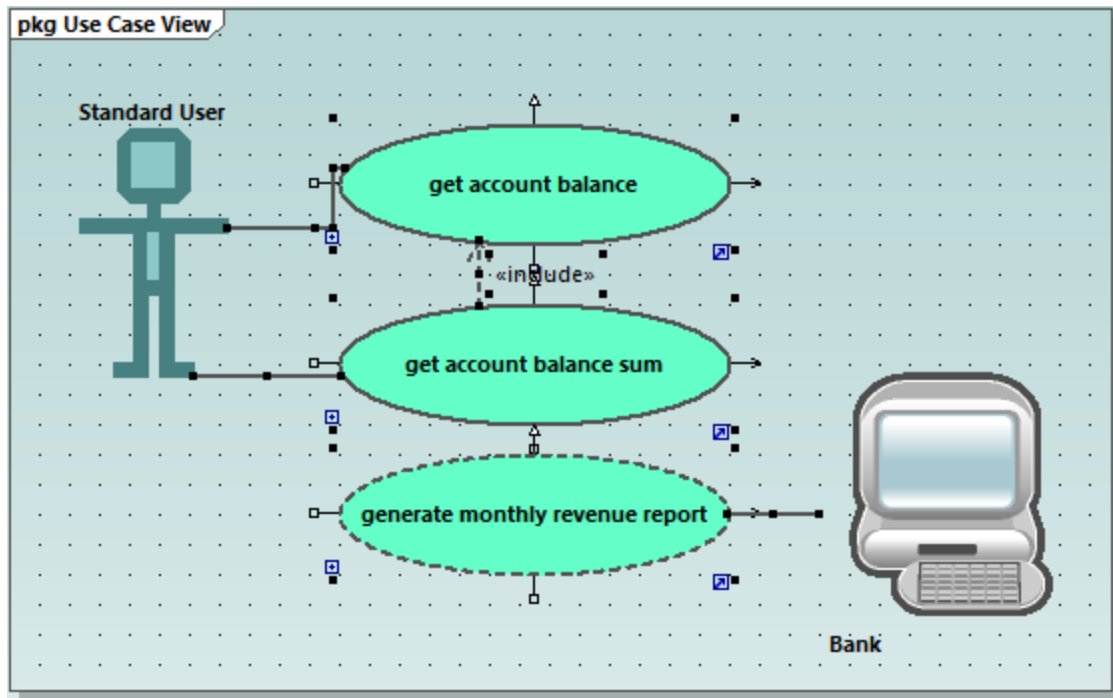 pkg Use Case View
Standard User
get account balance
«include»
get account balance sum
generate monthly revenue report
Bank